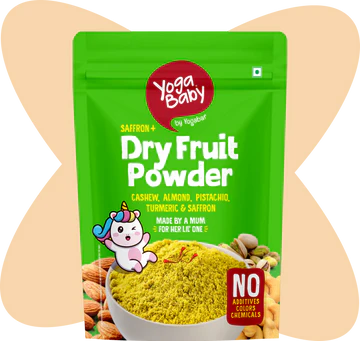 Yoga
Baby
by Yogabar
SAFFRON +
Dry Fruit
Powder
CASHEW, ALMOND, PISTACHIO,
TURMERIC & SAFFRON
MADE BY A MUM
FOR HER LIL' ONE
NO
ADDITIVES
COLORS
CHEMICALS